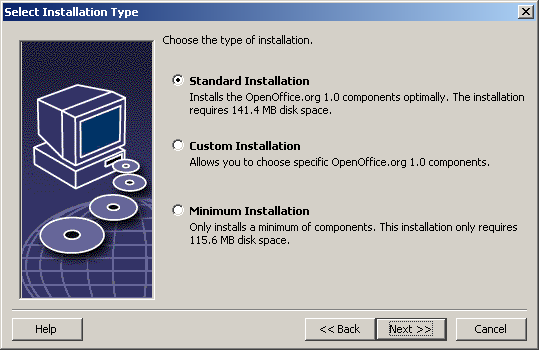 Select Installation Type
Choose the type of installation.
Standard Installation
Installs the OpenOffice.org 1.0 components optimally. The installation
requires 141.4 MB disk space.
Custom Installation
Allows you to choose specific OpenOffice.org 1.0 components.
Minimum Installation
Only installs a minimum of components. This installation only requires
115.6 MB disk space.
Help
<< Back
Next >>
Cancel